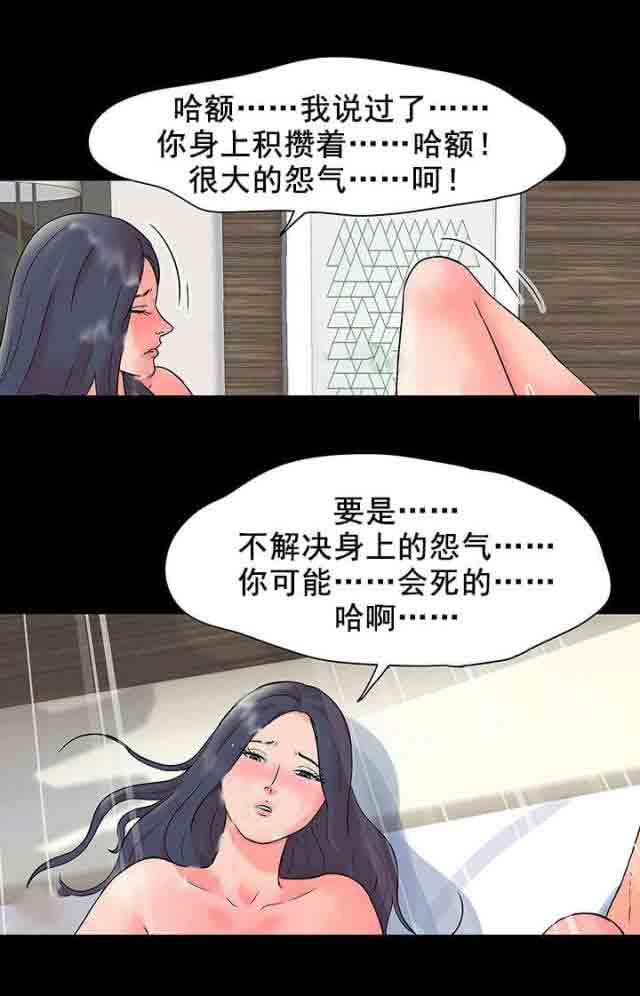 哈额……我说过了……
你身上积攒着……哈额！
很大的怨气……呵！
要是……
不解决身上的怨气……
你可能……会死的……
哈啊……